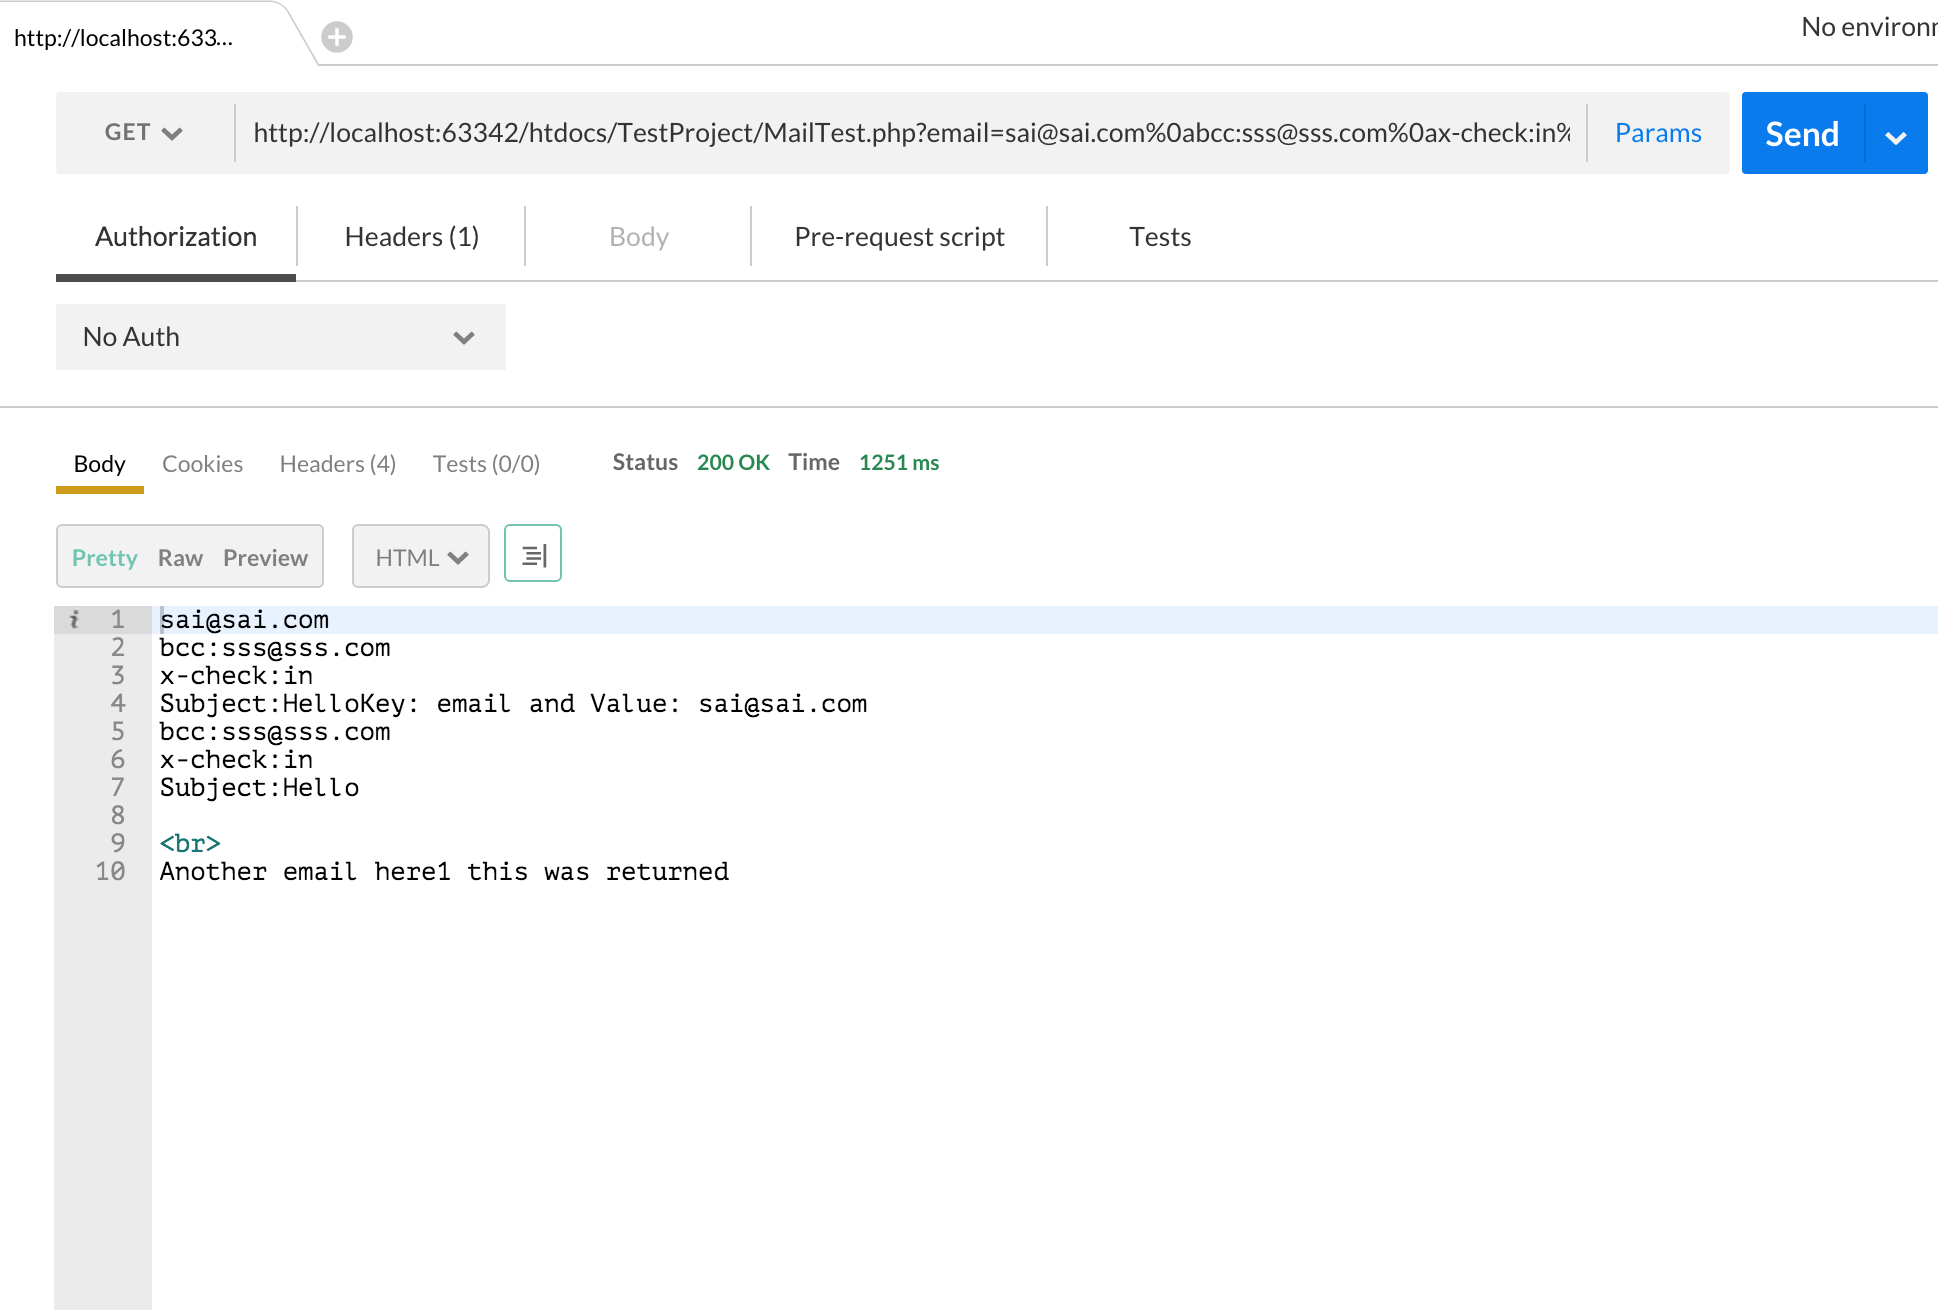 http://localhost:633...
No environ
GET http://localhost:63342/htdocs/TestProject/MailTest.php?email=sai@sai.com%0abcc:sss@sss.com%0ax-check:in% Params Send
Authorization Headers (1) Body Pre-request script Tests
No Auth
Body Cookies Headers (4) Tests (0/0) Status 200 OK Time 1251 ms
Pretty Raw Preview HTML
i 1 sai@sai.com
2 bcc:sss@sss.com
3 x-check:in
4 Subject:HelloKey: email and Value: sai@sai.com
5 bcc:sss@sss.com
6 x-check:in
7 Subject:Hello
8
9 <br>
10 Another email here1 this was returned